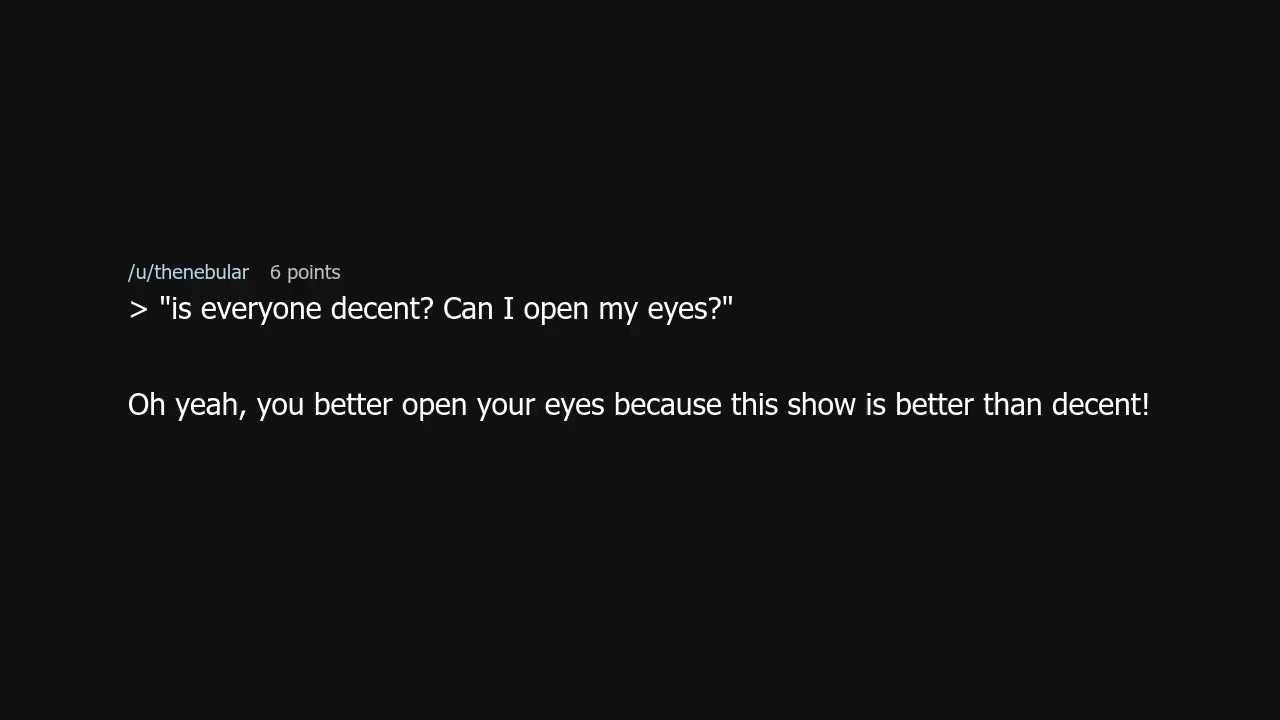 /u/thenebular 6 points
> "is everyone decent? Can I open my eyes?"
Oh yeah, you better open your eyes because this show is better than decent!